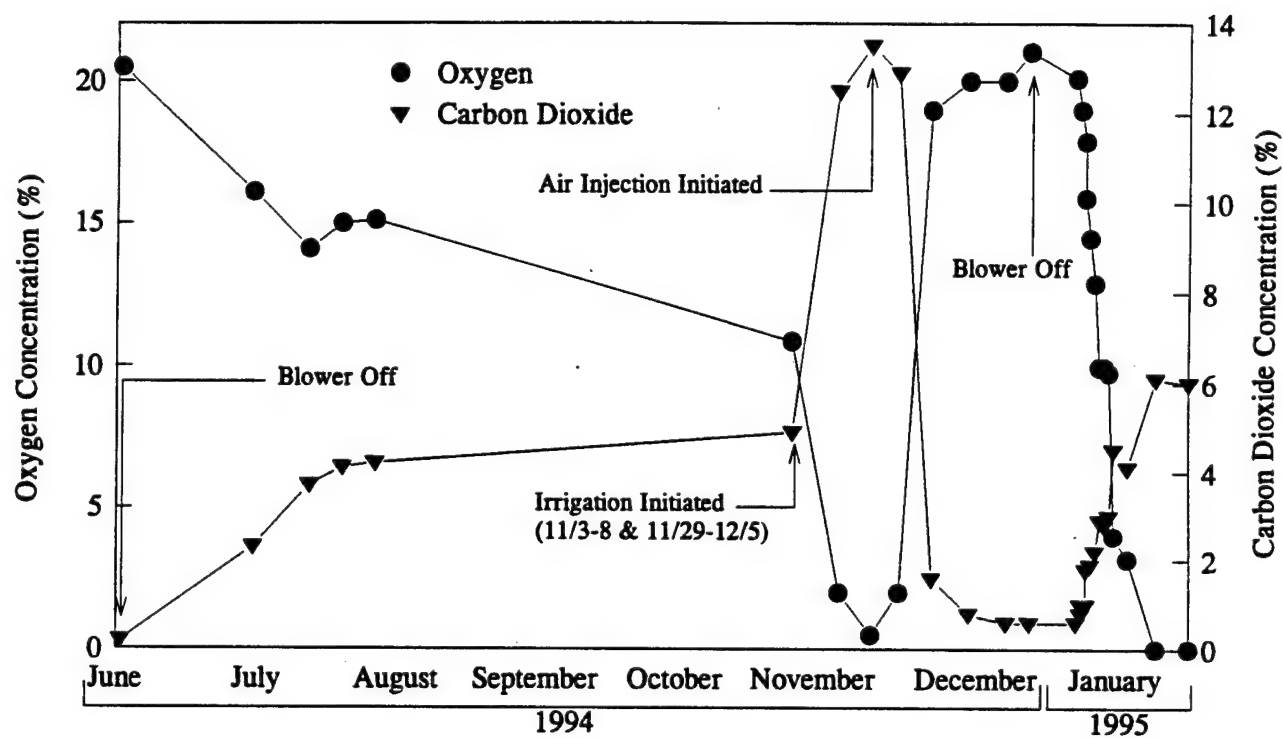 Oxygen
Carbon Dioxide
Air Injection Initiated
Blower Off
Blower Off
Irrigation Initiated
(11/3-8 & 11/29-12/5)
Oxygen Concentration (%)
20
15
10
5
0
Carbon Dioxide Concentration (%)
14
12
10
8
6
4
2
0
June July August September October November December January
1994 1995